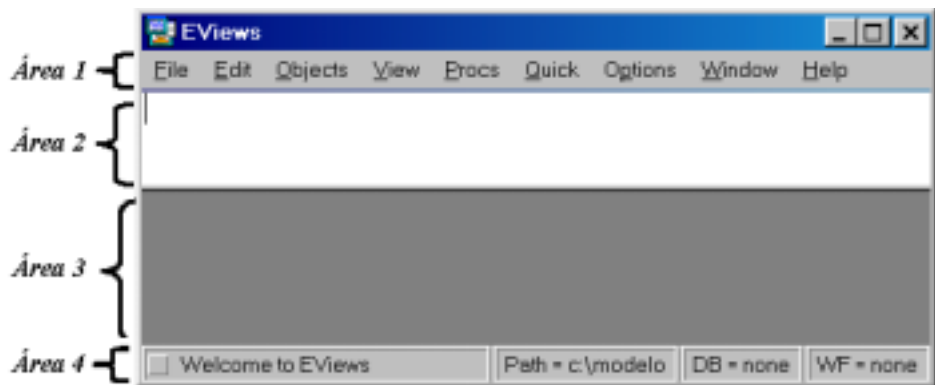 EViews
Área 1 File Edit Objects View Procs Quick Options Window Help
Área 2
Área 3
Área 4 Welcome to EViews Path = c:\modelo DB = none WF = none